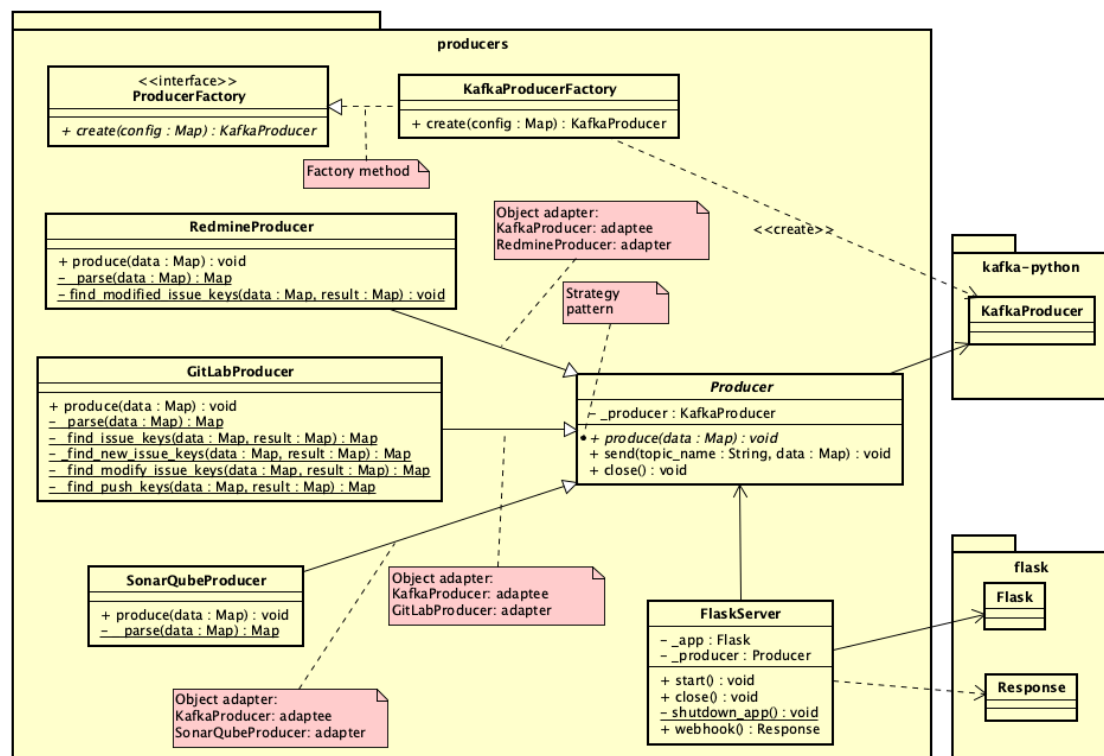 producers
<<interface>>
ProducerFactory
+ create(config : Map) : KafkaProducer
KafkaProducerFactory
+ create(config : Map) : KafkaProducer
Factory method
RedmineProducer
+ produce(data : Map) : void
- _parse(data : Map) : Map
- find_modified_issue_keys(data : Map, result : Map) : void
Object adapter:
KafkaProducer: adaptee
RedmineProducer: adapter
<<create>>
kafka-python
KafkaProducer
Strategy
pattern
GitLabProducer
+ produce(data : Map) : void
- _parse(data : Map) : Map
- _find_issue_keys(data : Map, result : Map) : Map
- _find_new_issue_keys(data : Map, result : Map) : Map
- _find_modify_issue_keys(data : Map, result : Map) : Map
- _find_push_keys(data : Map, result : Map) : Map
Producer
- _producer : KafkaProducer
+ produce(data : Map) : void
+ send(topic_name : String, data : Map) : void
+ close() : void
SonarQubeProducer
+ produce(data : Map) : void
- __parse(data : Map) : Map
Object adapter:
KafkaProducer: adaptee
GitLabProducer: adapter
flask
Flask
Response
FlaskServer
- _app : Flask
- _producer : Producer
+ start() : void
+ close() : void
- shutdown_app() : void
+ webhook() : Response
Object adapter:
KafkaProducer: adaptee
SonarQubeProducer: adapter